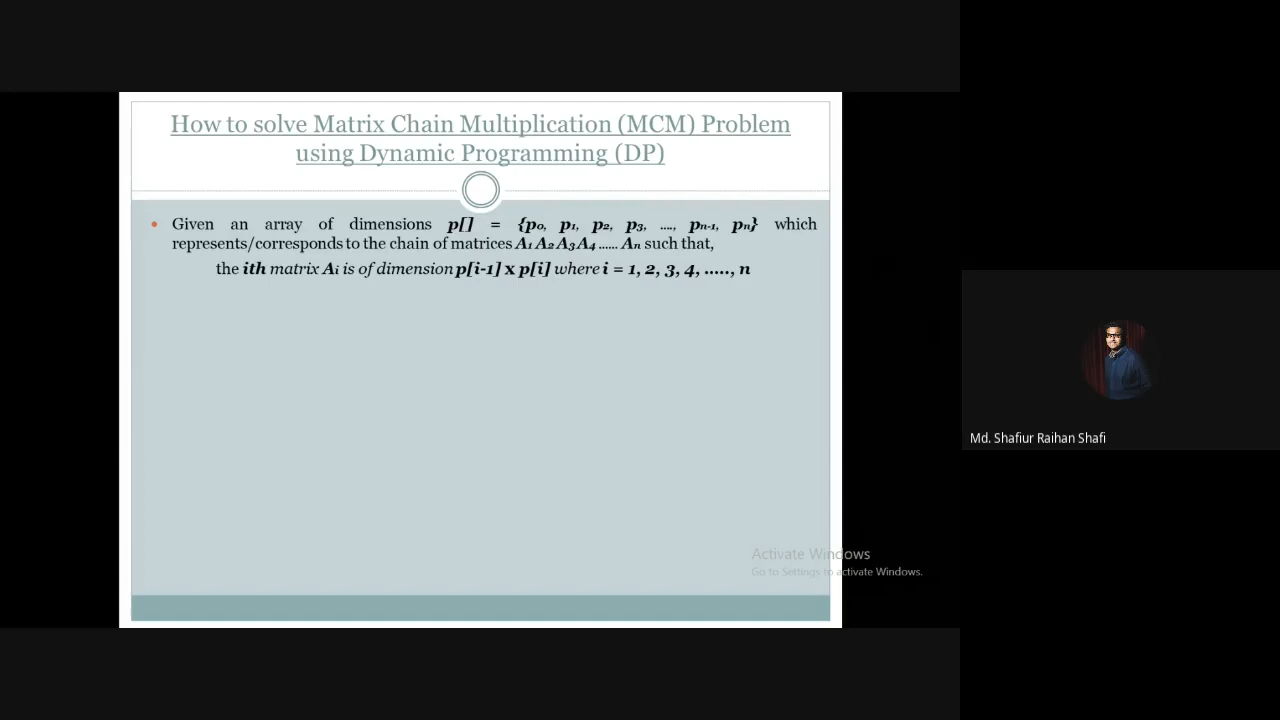 How to solve Matrix Chain Multiplication (MCM) Problem
using Dynamic Programming (DP)
• Given an array of dimensions p[] = {p₀, p₁, p₂, p₃, ...., pₙ₋₁, pₙ} which
represents/corresponds to the chain of matrices A₁ A₂ A₃ A₄ ...... Aₙ such that,
the ith matrix Aᵢ is of dimension p[i-1] x p[i] where i = 1, 2, 3, 4, ....., n
Md. Shafiur Raihan Shafi
Activate Windows
Go to Settings to activate Windows.